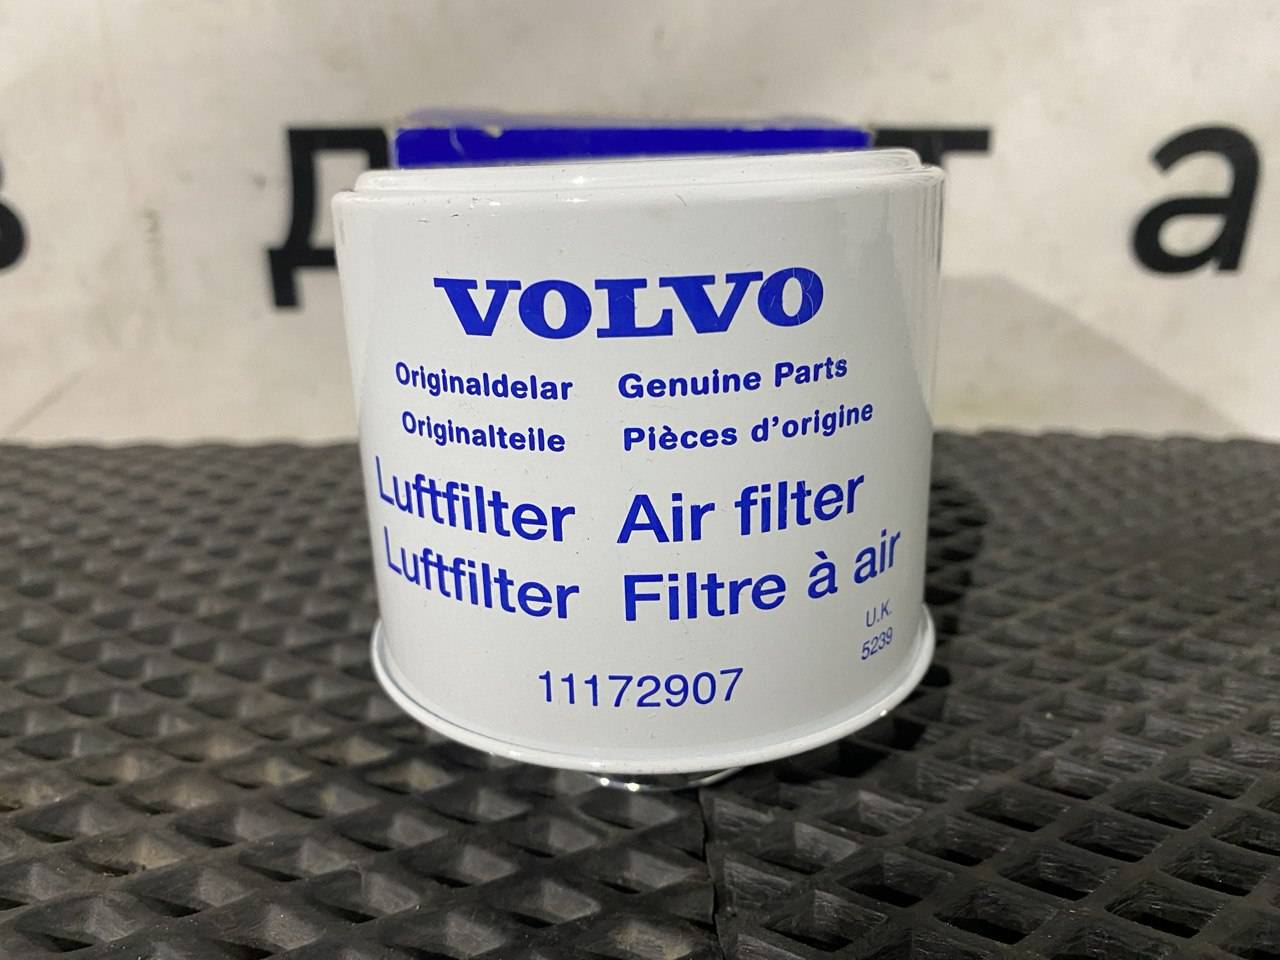 в д т а
VOLVO
Originaldelar Genuine Parts
Originalteile Pièces d'origine
Luftfilter Air filter
Luftfilter Filtre à air
U.K.
5239
11172907